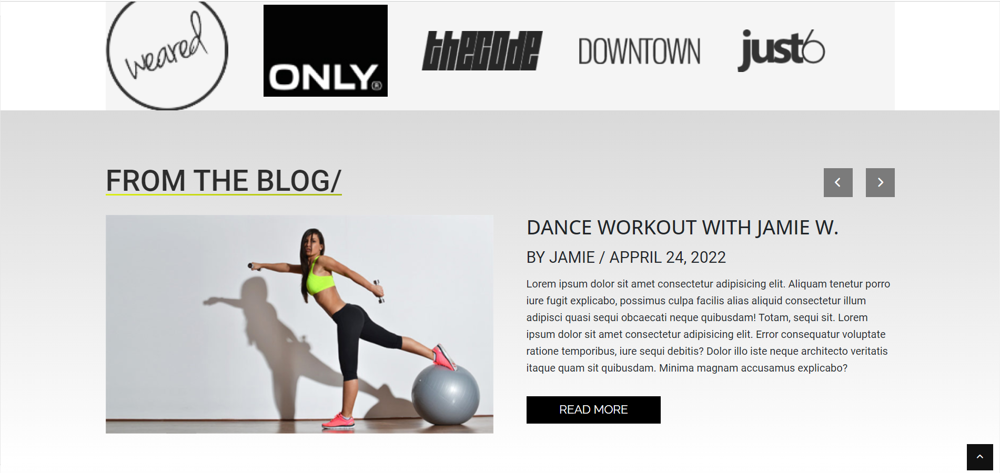 weared
ONLY®
thecode
DOWNTOWN
just6
FROM THE BLOG/
DANCE WORKOUT WITH JAMIE W.
BY JAMIE / APPRIL 24, 2022
Lorem ipsum dolor sit amet consectetur adipisicing elit. Aliquam tenetur porro
iure fugit explicabo, possimus culpa facilis alias aliquid consectetur illum
adipisci quasi sequi obcaecati neque quibusdam! Totam, sequi sit. Lorem
ipsum dolor sit amet consectetur adipisicing elit. Error consequatur voluptate
ratione temporibus, iure sequi debitis? Dolor illo iste neque architecto veritatis
itaque quam sit quibusdam. Minima magnam accusamus explicabo?
READ MORE